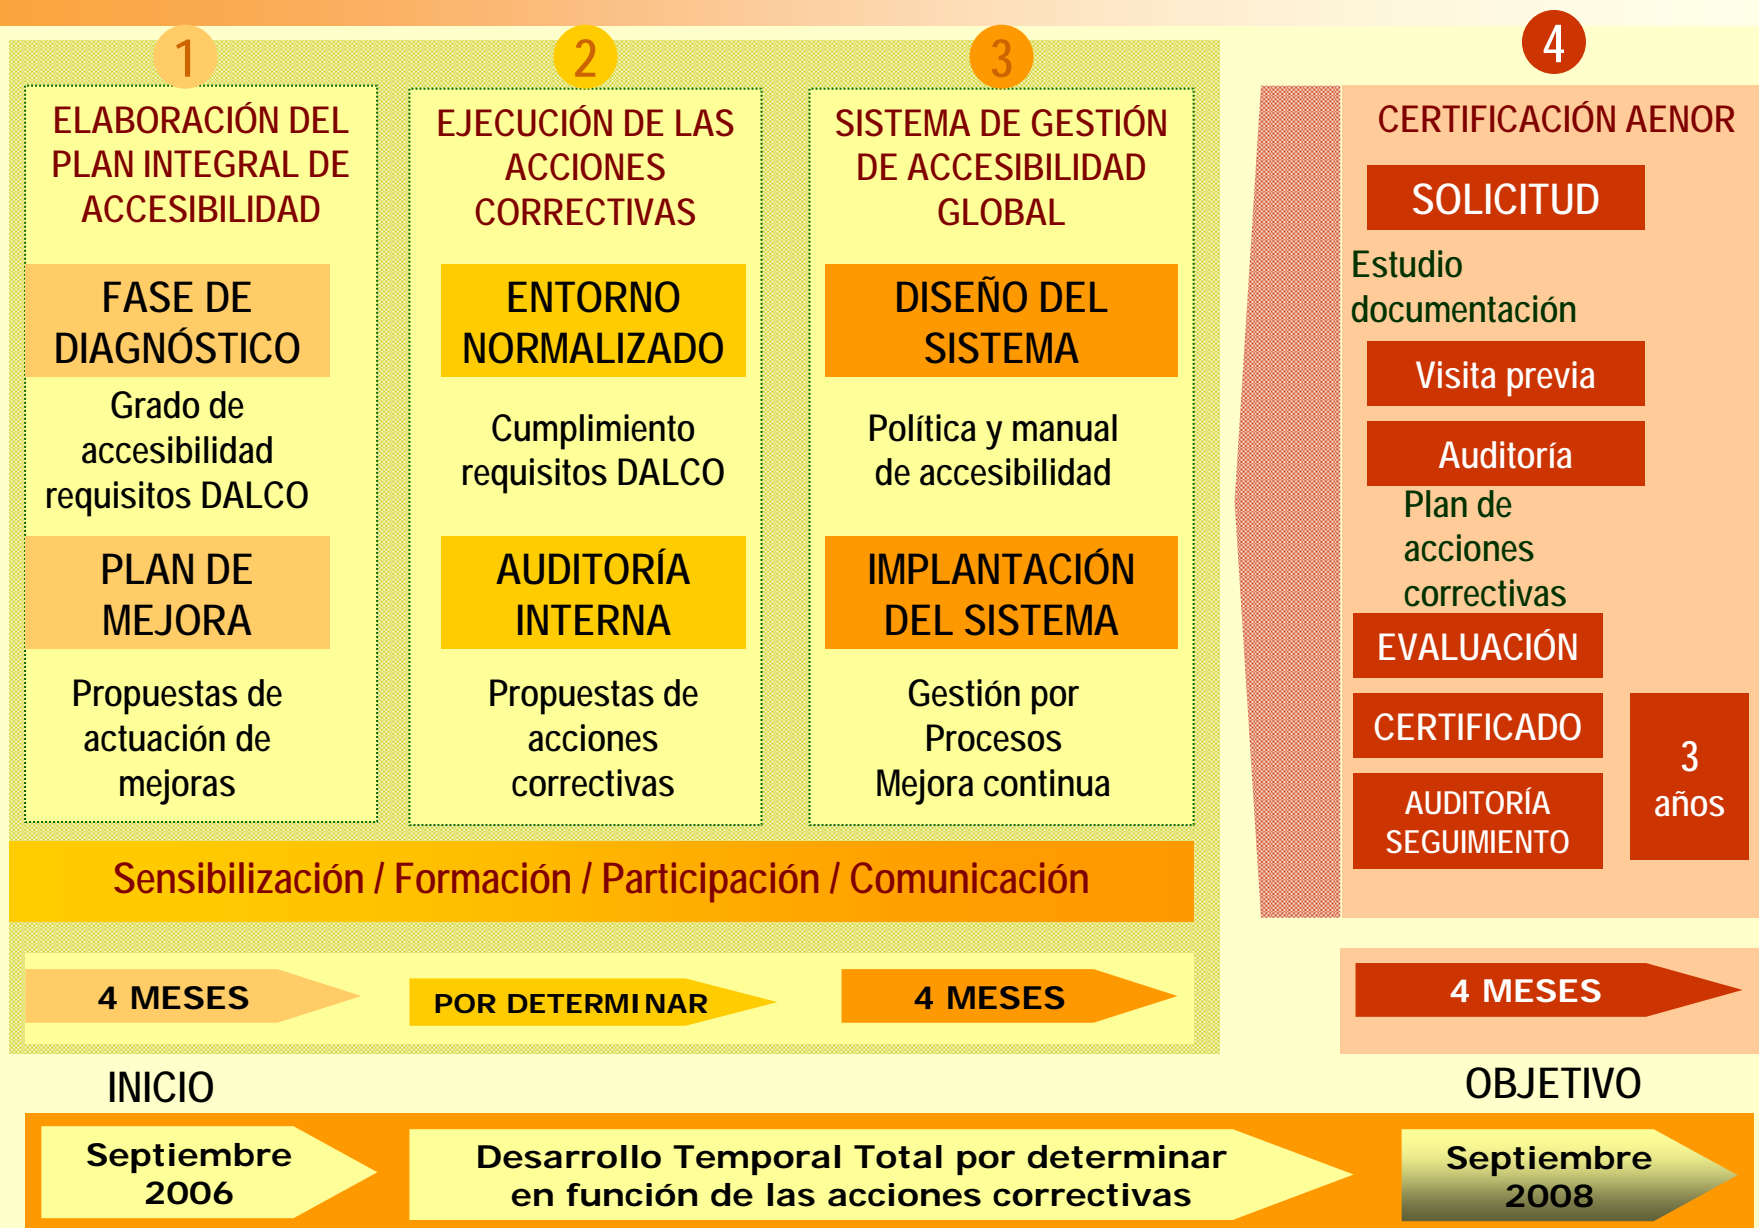 1
ELABORACIÓN DEL
PLAN INTEGRAL DE
ACCESIBILIDAD
FASE DE
DIAGNÓSTICO
Grado de
accesibilidad
requisitos DALCO
PLAN DE
MEJORA
Propuestas de
actuación de
mejoras
2
EJECUCIÓN DE LAS
ACCIONES
CORRECTIVAS
ENTORNO
NORMALIZADO
Cumplimiento
requisitos DALCO
AUDITORÍA
INTERNA
Propuestas de
acciones
correctivas
3
SISTEMA DE GESTIÓN
DE ACCESIBILIDAD
GLOBAL
DISEÑO DEL
SISTEMA
Política y manual
de accesibilidad
IMPLANTACIÓN
DEL SISTEMA
Gestión por
Procesos
Mejora continua
Sensibilización / Formación / Participación / Comunicación
4
CERTIFICACIÓN AENOR
SOLICITUD
Estudio
documentación
Visita previa
Auditoría
Plan de
acciones
correctivas
EVALUACIÓN
CERTIFICADO
AUDITORÍA
SEGUIMIENTO
3
años
4 MESES
POR DETERMINAR
4 MESES
4 MESES
INICIO
OBJETIVO
Septiembre
2006
Desarrollo Temporal Total por determinar
en función de las acciones correctivas
Septiembre
2008